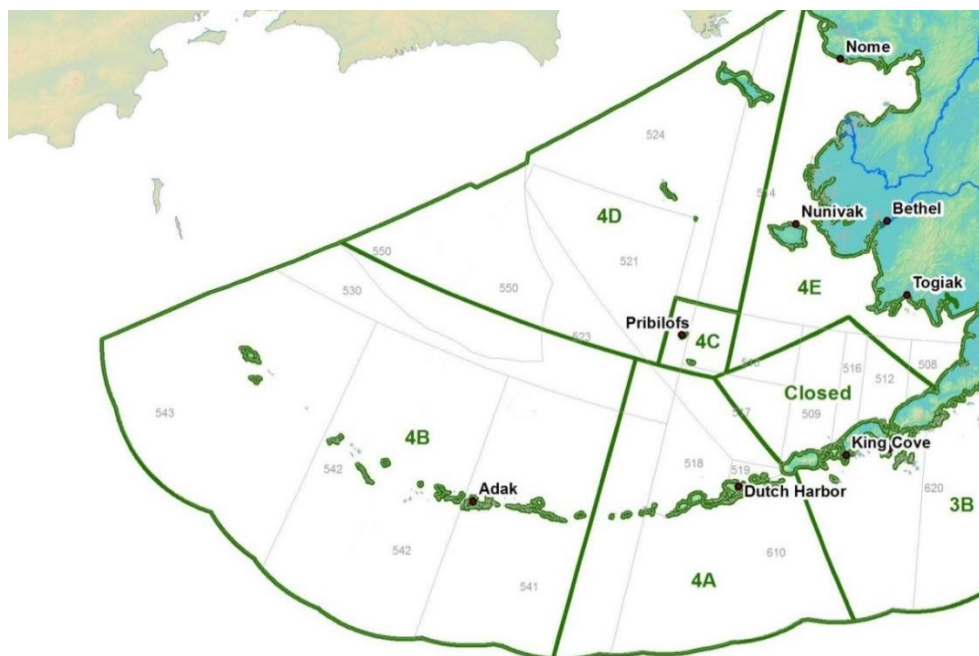 Nome
524
514
Nunivak
Bethel
4D
550
521
4E
Togiak
530
550
Pribilofs
4C
523
516
508
512
Closed
543
517
509
4B
King Cove
542
518
519
Adak
Dutch Harbor
620
3B
542
610
541
4A